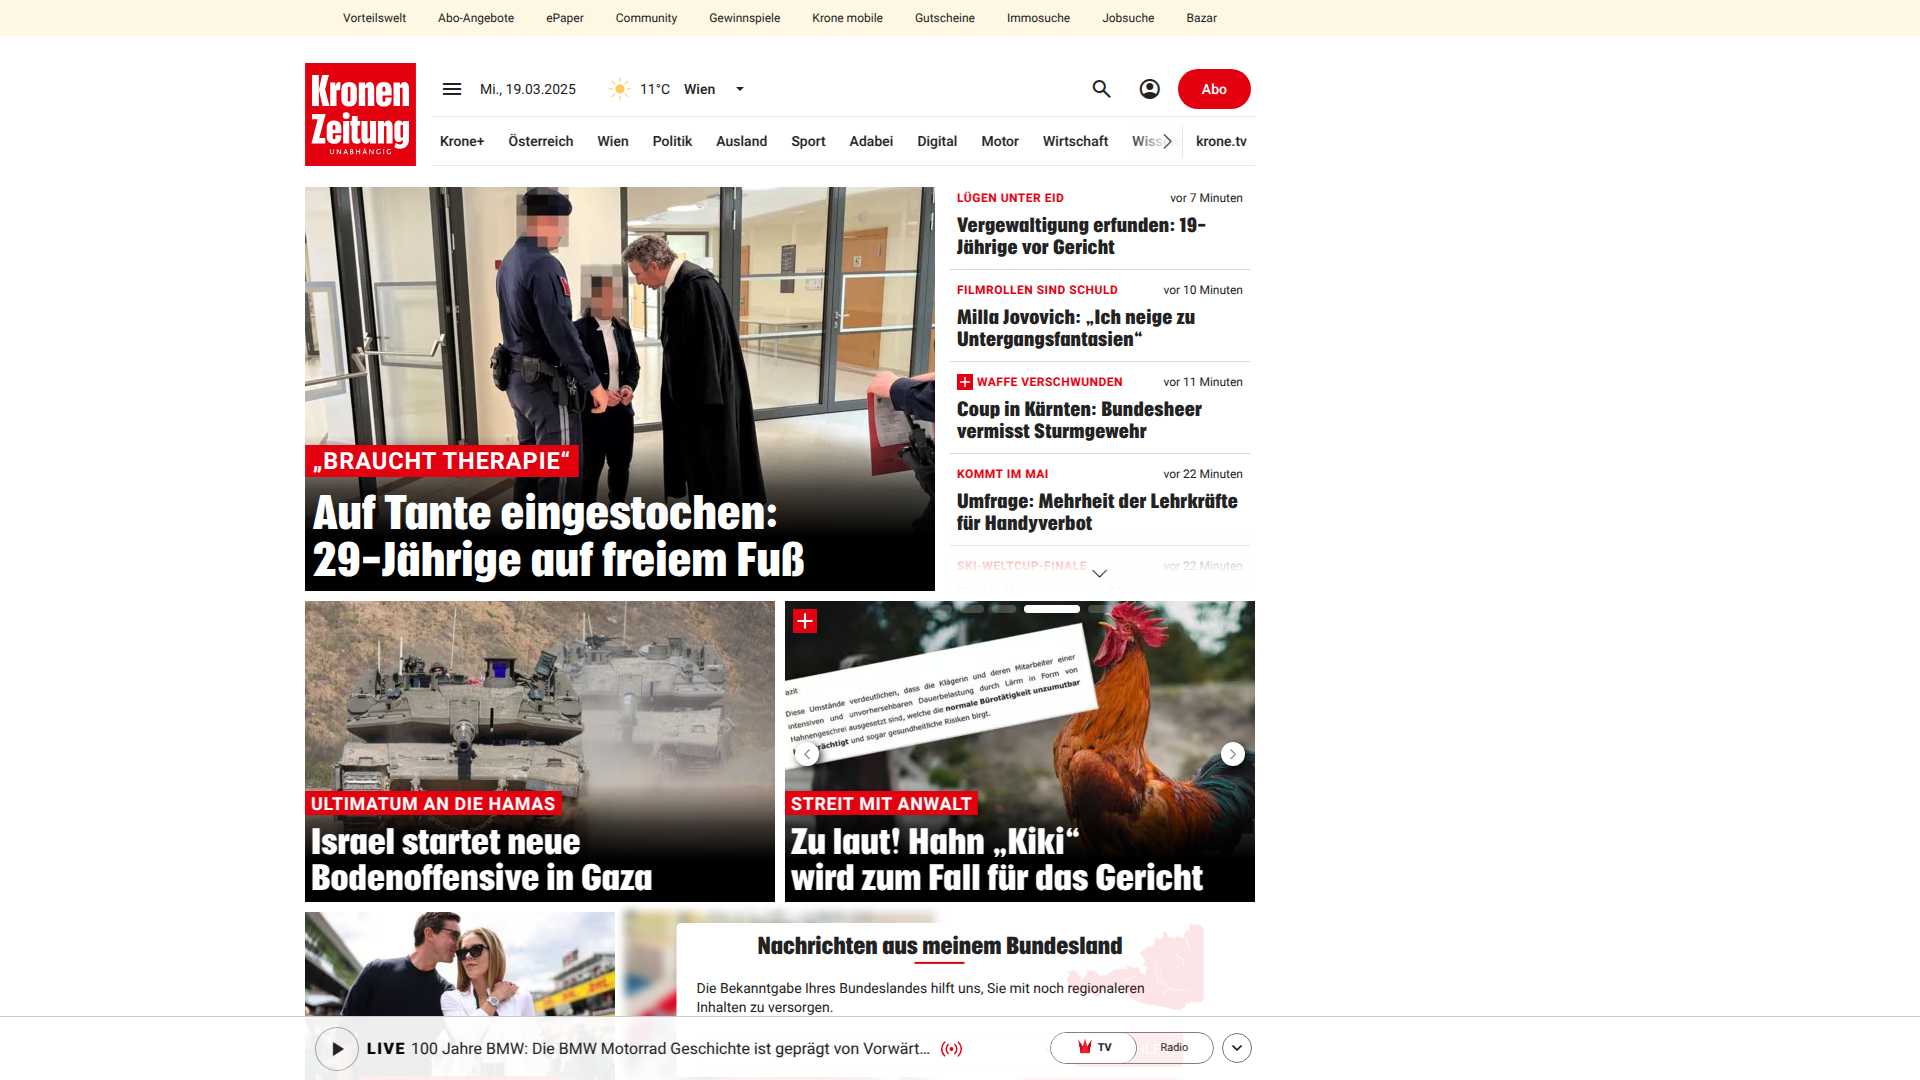 Vorteilswelt Abo-Angebote ePaper Community Gewinnspiele Krone mobile Gutscheine Immosuche Jobsuche Bazar
Kronen
Zeitung
UNABHÄNGIG
Mi., 19.03.2025 11°C Wien
Abo
Krone+ Österreich Wien Politik Ausland Sport Adabei Digital Motor Wirtschaft Wiss krone.tv
„BRAUCHT THERAPIE“
Auf Tante eingestochen:
29-Jährige auf freiem Fuß
LÜGEN UNTER EID vor 7 Minuten
Vergewaltigung erfunden: 19-
Jährige vor Gericht
FILMROLLEN SIND SCHULD vor 10 Minuten
Milla Jovovich: „Ich neige zu
Untergangsfantasien“
WAFFE VERSCHWUNDEN vor 11 Minuten
Coup in Kärnten: Bundesheer
vermisst Sturmgewehr
KOMMT IM MAI vor 22 Minuten
Umfrage: Mehrheit der Lehrkräfte
für Handyverbot
SKI-WELTCUP-FINALE vor 22 Minuten
ULTIMATUM AN DIE HAMAS
Israel startet neue
Bodenoffensive in Gaza
azit
Diese Umstände verdeutlichen, dass die Klägerin und deren Mitarbeiter einer
intensiven und unvorhersehbaren Dauerbelastung durch Lärm in Form von
Hahnengeschrei ausgesetzt sind, welche die normale Bürotätigkeit unzumutbar
rächtigt und sogar gesundheitliche Risiken birgt.
STREIT MIT ANWALT
Zu laut! Hahn „Kiki“
wird zum Fall für das Gericht
Nachrichten aus meinem Bundesland
Die Bekanntgabe Ihres Bundeslandes hilft uns, Sie mit noch regionaleren
Inhalten zu versorgen.
LIVE 100 Jahre BMW: Die BMW Motorrad Geschichte ist geprägt von Vorwärt...
TV Radio